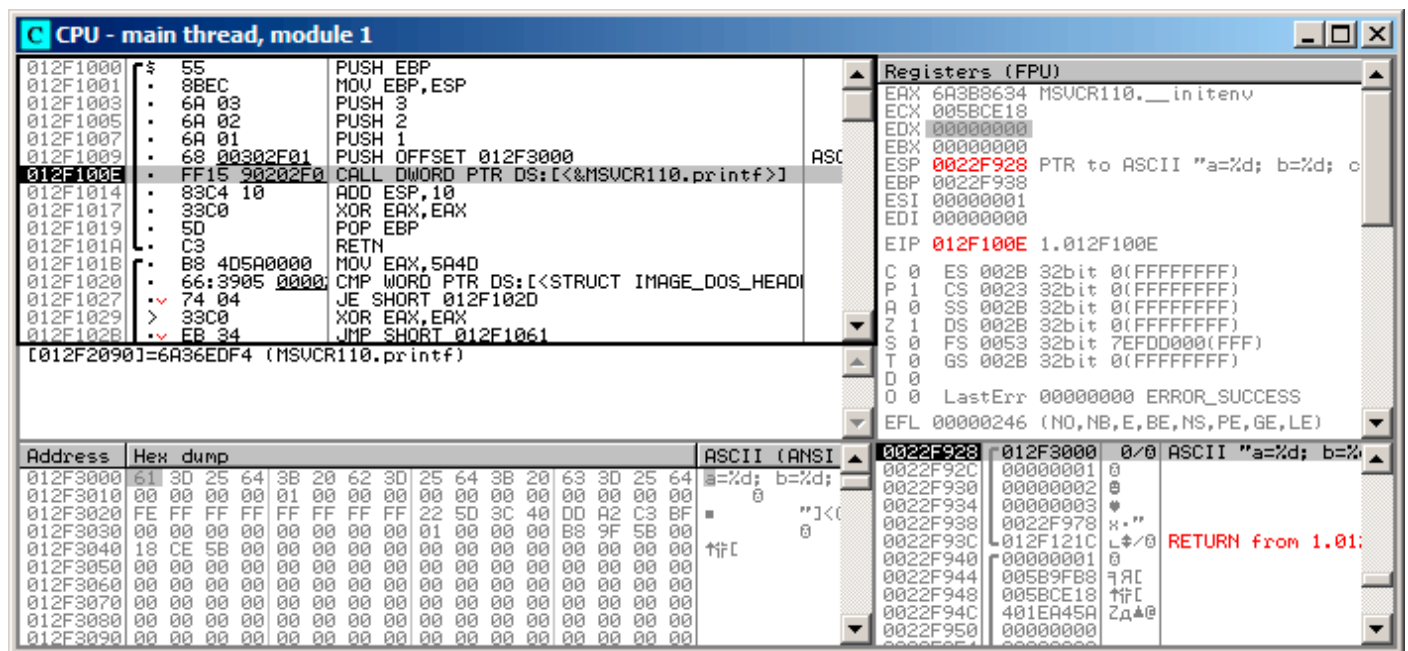 C CPU - main thread, module 1
012F1000 $ 55 PUSH EBP
012F1001 . 8BEC MOV EBP,ESP
012F1003 . 6A 03 PUSH 3
012F1005 . 6A 02 PUSH 2
012F1007 . 6A 01 PUSH 1
012F1009 . 68 00302F01 PUSH OFFSET 012F3000 ASC
012F100E . FF15 90202F0 CALL DWORD PTR DS:[<&MSVCR110.printf>]
012F1014 . 83C4 10 ADD ESP,10
012F1017 . 33C0 XOR EAX,EAX
012F1019 . 5D POP EBP
012F101A . C3 RETN
012F101B . B8 4D5A0000 MOV EAX,5A4D
012F1020 . 66:3905 0000 CMP WORD PTR DS:[<STRUCT IMAGE_DOS_HEAD
012F1027 . 74 04 JE SHORT 012F102D
012F1029 > 33C0 XOR EAX,EAX
012F102B . EB 34 JMP SHORT 012F1061
[012F2090]=6A36EDF4 (MSVCR110.printf)
Registers (FPU)
EAX 6A3B8634 MSVCR110.__initenv
ECX 005BCE18
EDX 00000000
EBX 00000000
ESP 0022F928 PTR to ASCII "a=%d; b=%d; c
EBP 0022F938
ESI 00000001
EDI 00000000
EIP 012F100E 1.012F100E
C 0 ES 002B 32bit 0(FFFFFFFF)
P 1 CS 0023 32bit 0(FFFFFFFF)
A 0 SS 002B 32bit 0(FFFFFFFF)
Z 1 DS 002B 32bit 0(FFFFFFFF)
S 0 FS 0053 32bit 7EFDD000(FFF)
T 0 GS 002B 32bit 0(FFFFFFFF)
D 0
O 0 LastErr 00000000 ERROR_SUCCESS
EFL 00000246 (NO,NB,E,BE,NS,PE,GE,LE)
Address Hex dump ASCII (ANSI
012F3000 61 3D 25 64 3B 20 62 3D 25 64 3B 20 63 3D 25 64 a=%d; b=%d;
012F3010 00 00 00 00 01 00 00 00 00 00 00 00 00 00 00 00
012F3020 FE FF FF FF FF FF FF FF 22 5D 3C 40 DD A2 C3 BF "]<
012F3030 00 00 00 00 00 00 00 00 01 00 00 00 B8 9F 5B 00
012F3040 18 CE 5B 00 00 00 00 00 00 00 00 00 00 00 00 00 [
012F3050 00 00 00 00 00 00 00 00 00 00 00 00 00 00 00 00
012F3060 00 00 00 00 00 00 00 00 00 00 00 00 00 00 00 00
012F3070 00 00 00 00 00 00 00 00 00 00 00 00 00 00 00 00
012F3080 00 00 00 00 00 00 00 00 00 00 00 00 00 00 00 00
012F3090 00 00 00 00 00 00 00 00 00 00 00 00 00 00 00 00
0022F928 012F3000 0/0 ASCII "a=%d; b=%
0022F92C 00000001 ☺
0022F930 00000002 ☻
0022F934 00000003 ♥
0022F938 0022F978
0022F93C 012F121C RETURN from 1.01
0022F940 00000001 ☺
0022F944 005B9FB8 ╕Я[
0022F948 005BCE18 ↑╬[
0022F94C 401EA45A Zд▲@
0022F950 00000000